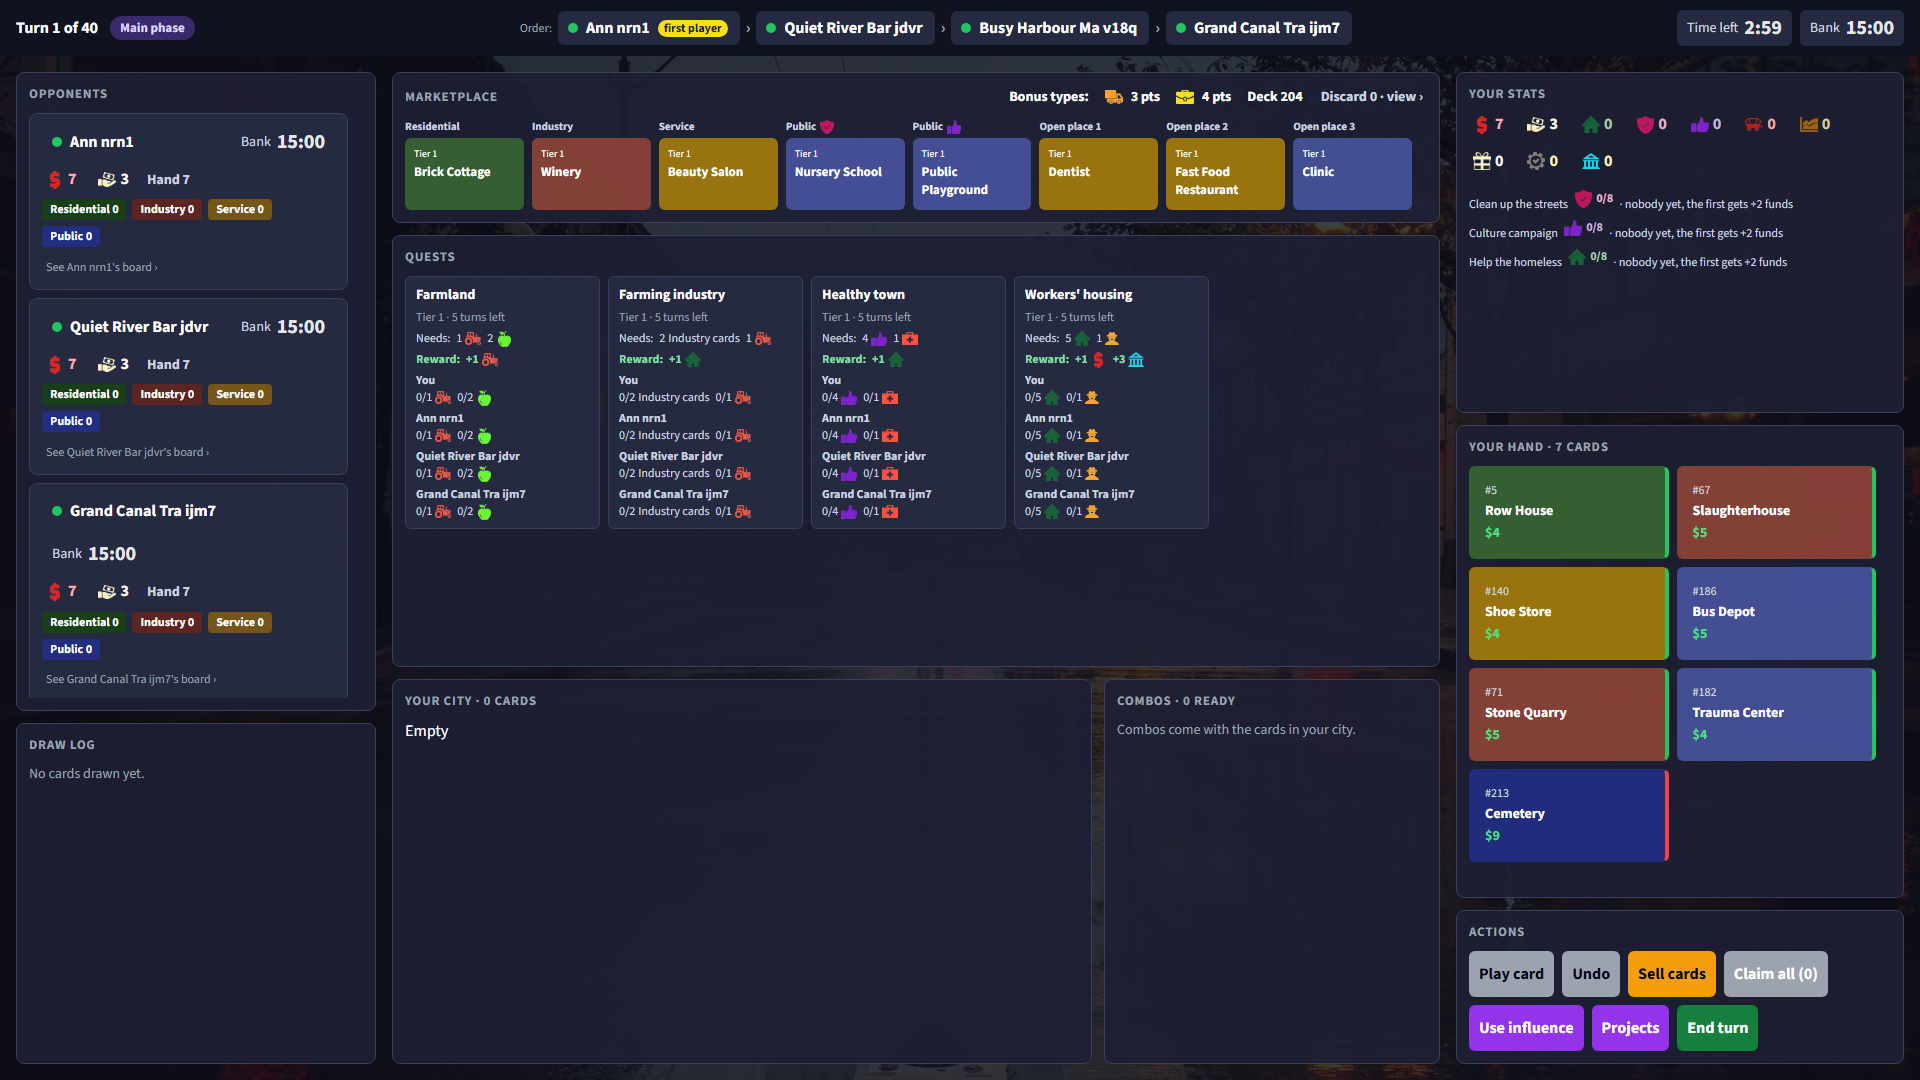 Turn 1 of 40
Main phase
Order: Ann nrn1 first player › Quiet River Bar jdvr › Busy Harbour Ma v18q › Grand Canal Tra ijm7
Time left 2:59
Bank 15:00
OPPONENTS
Ann nrn1
Bank 15:00
7 3 Hand 7
Residential 0 Industry 0 Service 0
Public 0
See Ann nrn1's board ›
Quiet River Bar jdvr
Bank 15:00
7 3 Hand 7
Residential 0 Industry 0 Service 0
Public 0
See Quiet River Bar jdvr's board ›
Grand Canal Tra ijm7
Bank 15:00
7 3 Hand 7
Residential 0 Industry 0 Service 0
Public 0
See Grand Canal Tra ijm7's board ›
DRAW LOG
No cards drawn yet.
MARKETPLACE
Bonus types: 3 pts 4 pts Deck 204 Discard 0 · view ›
Residential
Tier 1
Brick Cottage
Industry
Tier 1
Winery
Service
Tier 1
Beauty Salon
Public
Tier 1
Nursery School
Public
Tier 1
Public
Playground
Open place 1
Tier 1
Dentist
Open place 2
Tier 1
Fast Food
Restaurant
Open place 3
Tier 1
Clinic
QUESTS
Farmland
Tier 1 · 5 turns left
Needs: 1 2
Reward: +1
You
0/1 0/2
Ann nrn1
0/1 0/2
Quiet River Bar jdvr
0/1 0/2
Grand Canal Tra ijm7
0/1 0/2
Farming industry
Tier 1 · 5 turns left
Needs: 2 Industry cards 1
Reward: +1
You
0/2 Industry cards 0/1
Ann nrn1
0/2 Industry cards 0/1
Quiet River Bar jdvr
0/2 Industry cards 0/1
Grand Canal Tra ijm7
0/2 Industry cards 0/1
Healthy town
Tier 1 · 5 turns left
Needs: 4 1
Reward: +1
You
0/4 0/1
Ann nrn1
0/4 0/1
Quiet River Bar jdvr
0/4 0/1
Grand Canal Tra ijm7
0/4 0/1
Workers' housing
Tier 1 · 5 turns left
Needs: 5 1
Reward: +1 +3
You
0/5 0/1
Ann nrn1
0/5 0/1
Quiet River Bar jdvr
0/5 0/1
Grand Canal Tra ijm7
0/5 0/1
YOUR CITY · 0 CARDS
Empty
COMBOS · 0 READY
Combos come with the cards in your city.
YOUR STATS
7 3 0 0 0 0 0
0 0 0
Clean up the streets 0/8 · nobody yet, the first gets +2 funds
Culture campaign 0/8 · nobody yet, the first gets +2 funds
Help the homeless 0/8 · nobody yet, the first gets +2 funds
YOUR HAND · 7 CARDS
#5
Row House
$4
#67
Slaughterhouse
$5
#140
Shoe Store
$4
#186
Bus Depot
$5
#71
Stone Quarry
$5
#182
Trauma Center
$4
#213
Cemetery
$9
ACTIONS
Play card
Undo
Sell cards
Claim all (0)
Use influence
Projects
End turn